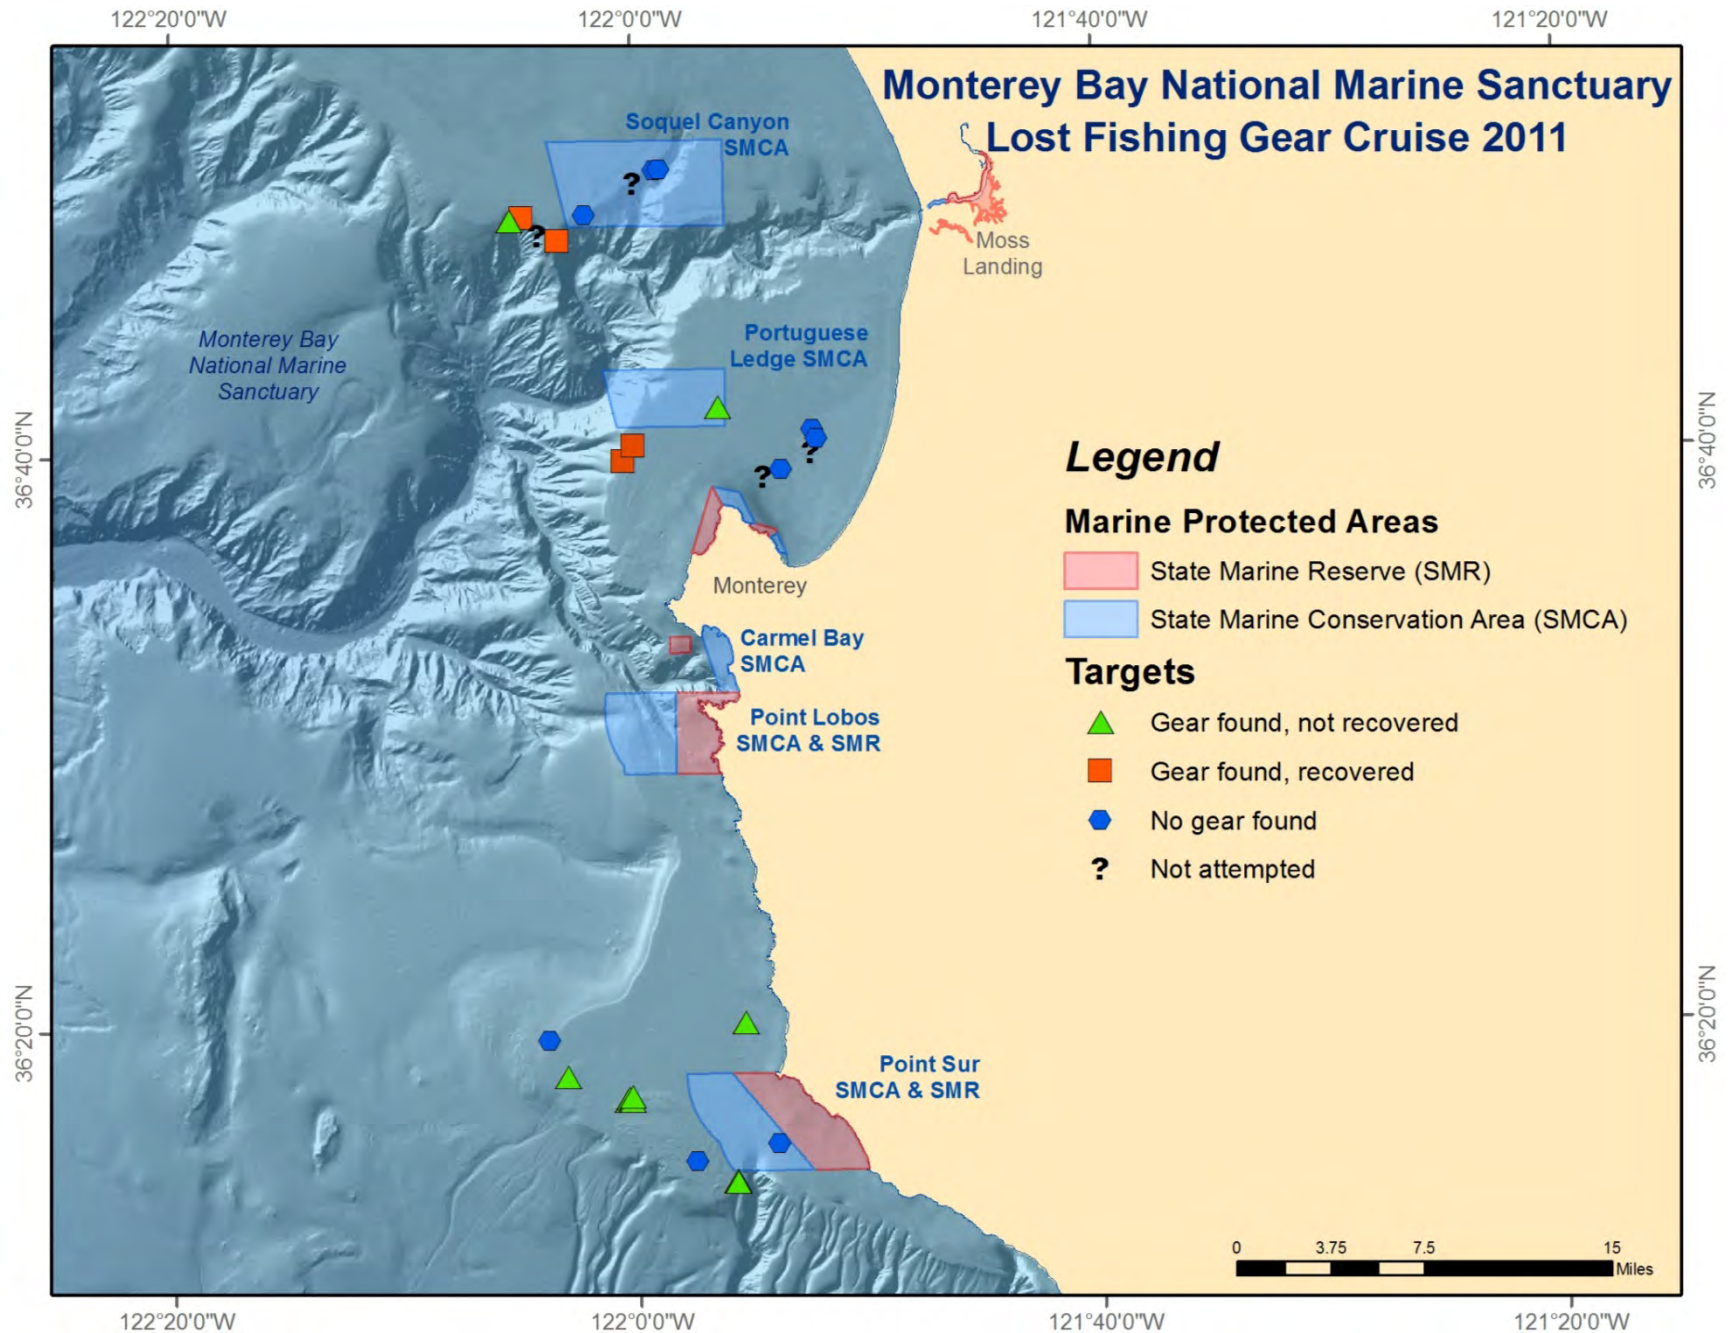 122°20'0"W
122°0'0"W
121°40'0"W
121°20'0"W
Monterey Bay National Marine Sanctuary
Lost Fishing Gear Cruise 2011
Soquel Canyon
SMCA
?
?
Moss
Landing
Monterey Bay
National Marine
Sanctuary
Portuguese
Ledge SMCA
?
?
36°40'0"N
36°40'0"N
Monterey
Carmel Bay
SMCA
Point Lobos
SMCA & SMR
Legend
Marine Protected Areas
State Marine Reserve (SMR)
State Marine Conservation Area (SMCA)
Targets
Gear found, not recovered
Gear found, recovered
No gear found
? Not attempted
36°20'0"N
36°20'0"N
Point Sur
SMCA & SMR
0 3.75 7.5 15
Miles
122°20'0"W
122°0'0"W
121°40'0"W
121°20'0"W